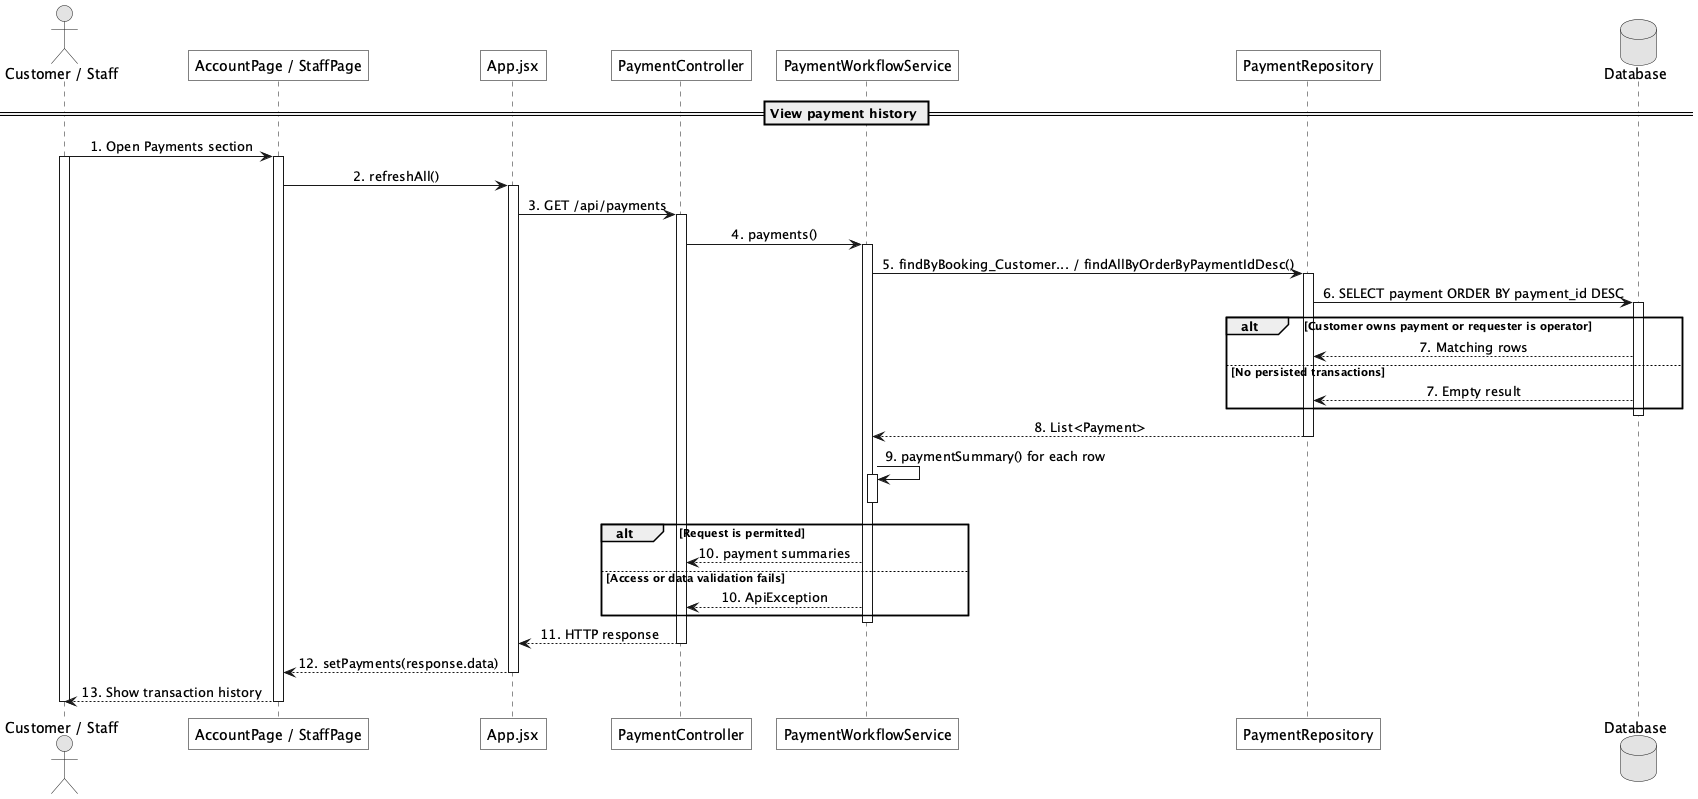 Customer / Staff
AccountPage / StaffPage
App.jsx
PaymentController
PaymentWorkflowService
PaymentRepository
Database
View payment history
1. Open Payments section
2. refreshAll()
3. GET /api/payments
4. payments()
5. findByBooking_Customer... / findAllByOrderByPaymentIdDesc()
6. SELECT payment ORDER BY payment_id DESC
alt
[Customer owns payment or requester is operator]
7. Matching rows
[No persisted transactions]
7. Empty result
8. List<Payment>
9. paymentSummary() for each row
alt
[Request is permitted]
10. payment summaries
[Access or data validation fails]
10. ApiException
11. HTTP response
12. setPayments(response.data)
13. Show transaction history
Customer / Staff
AccountPage / StaffPage
App.jsx
PaymentController
PaymentWorkflowService
PaymentRepository
Database